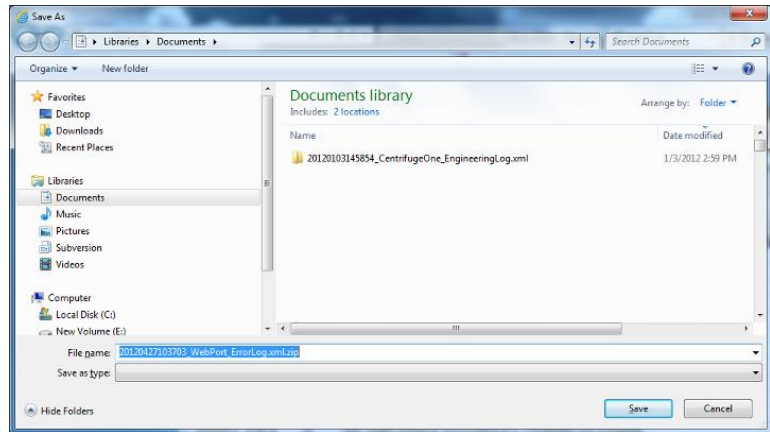 Save As
Libraries Documents
Search Documents
Organize New folder
Favorites
Desktop
Downloads
Recent Places
Libraries
Documents
Music
Pictures
Subversion
Videos
Computer
Local Disk (C:)
New Volume (E:)
Documents library
Includes: 2 locations
Arrange by: Folder
Name Date modified
20120103145854_CentrifugeOne_EngineeringLog.xml 1/3/2012 2:59 PM
File name: 20120427103703_WebPort_ErrorLog.xml.zip
Save as type:
Hide Folders Save Cancel